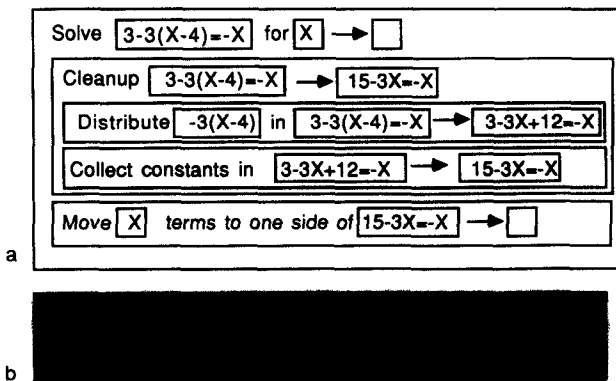 Solve 3-3(X-4)=-X for X →
Cleanup 3-3(X-4)=-X → 15-3X=-X
Distribute -3(X-4) in 3-3(X-4)=-X → 3-3X+12=-X
Collect constants in 3-3X+12=-X → 15-3X=-X
Move X terms to one side of 15-3X=-X →
a
b